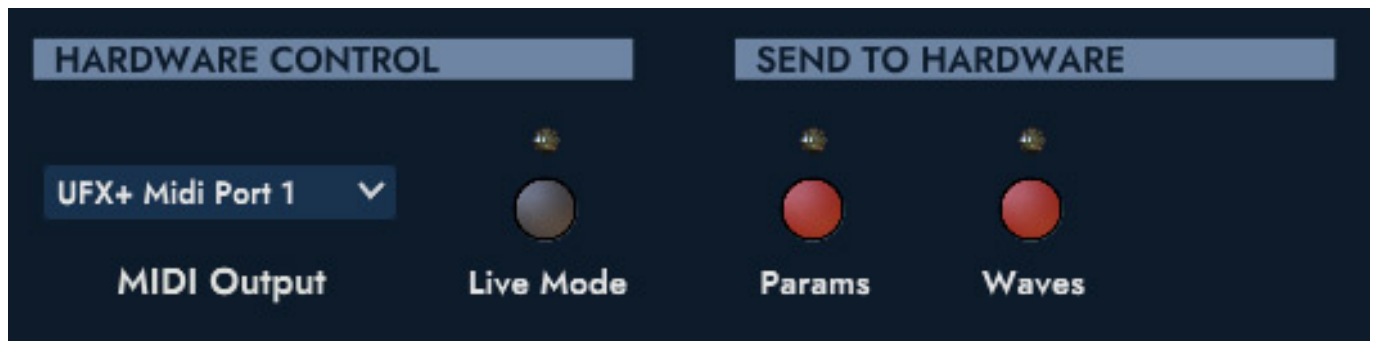 HARDWARE CONTROL
SEND TO HARDWARE
UFX+ Midi Port 1
MIDI Output
Live Mode
Params
Waves